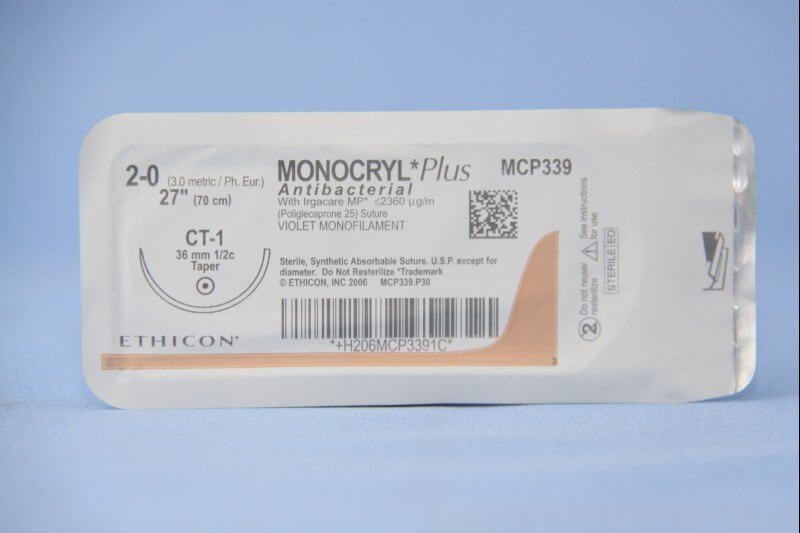 2-0 (3.0 metric / Ph. Eur.)
27" (70 cm)
CT-1
36 mm 1/2c
Taper
ETHICON*
MONOCRYL*Plus MCP339
Antibacterial
With Irgacare MP* ≤2360 µg/m
(Poliglecaprone 25) Suture
VIOLET MONOFILAMENT
Sterile, Synthetic Absorbable Suture. U.S.P. except for
diameter. Do Not Resterilize *Trademark
© ETHICON, INC 2006 MCP339.P30
*+H206MCP3391C*
3
2 Do not reuse/
resterilize
See instructions
for use
STERILE EO